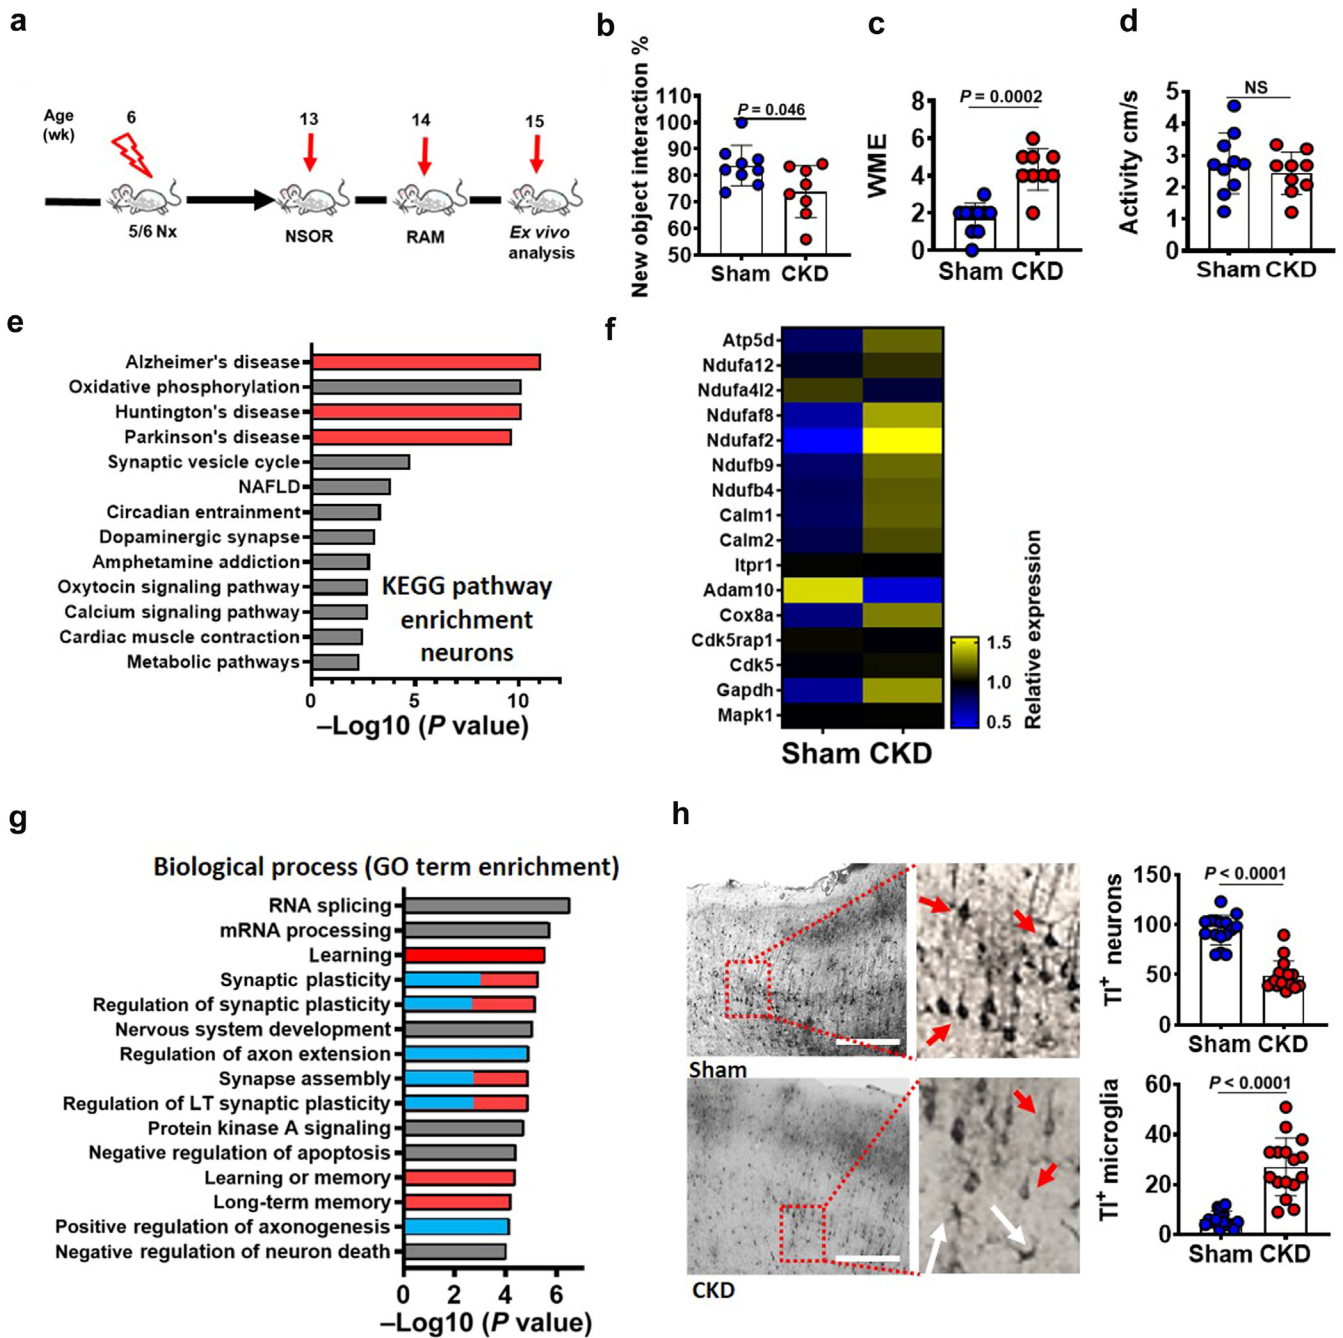 a
Age
(wk)
6
13
14
15
5/6 Nx
NSOR
RAM
Ex vivo
analysis
b
New object interaction %
110
100
90
80
70
60
50
P = 0.046
Sham CKD
c
WME
8
6
4
2
0
P = 0.0002
Sham CKD
d
Activity cm/s
5
4
3
2
1
0
NS
Sham CKD
e
Alzheimer's disease
Oxidative phosphorylation
Huntington's disease
Parkinson's disease
Synaptic vesicle cycle
NAFLD
Circadian entrainment
Dopaminergic synapse
Amphetamine addiction
Oxytocin signaling pathway
Calcium signaling pathway
Cardiac muscle contraction
Metabolic pathways
KEGG pathway
enrichment
neurons
0 5 10
–Log10 (P value)
f
Atp5d
Ndufa12
Ndufa4l2
Ndufaf8
Ndufaf2
Ndufb9
Ndufb4
Calm1
Calm2
Itpr1
Adam10
Cox8a
Cdk5rap1
Cdk5
Gapdh
Mapk1
Sham CKD
1.5
1.0
0.5
Relative expression
g
Biological process (GO term enrichment)
RNA splicing
mRNA processing
Learning
Synaptic plasticity
Regulation of synaptic plasticity
Nervous system development
Regulation of axon extension
Synapse assembly
Regulation of LT synaptic plasticity
Protein kinase A signaling
Negative regulation of apoptosis
Learning or memory
Long-term memory
Positive regulation of axonogenesis
Negative regulation of neuron death
0 2 4 6
–Log10 (P value)
h
Sham
CKD
TI+ neurons
150
100
50
0
P < 0.0001
Sham CKD
TI+ microglia
60
40
20
0
P < 0.0001
Sham CKD